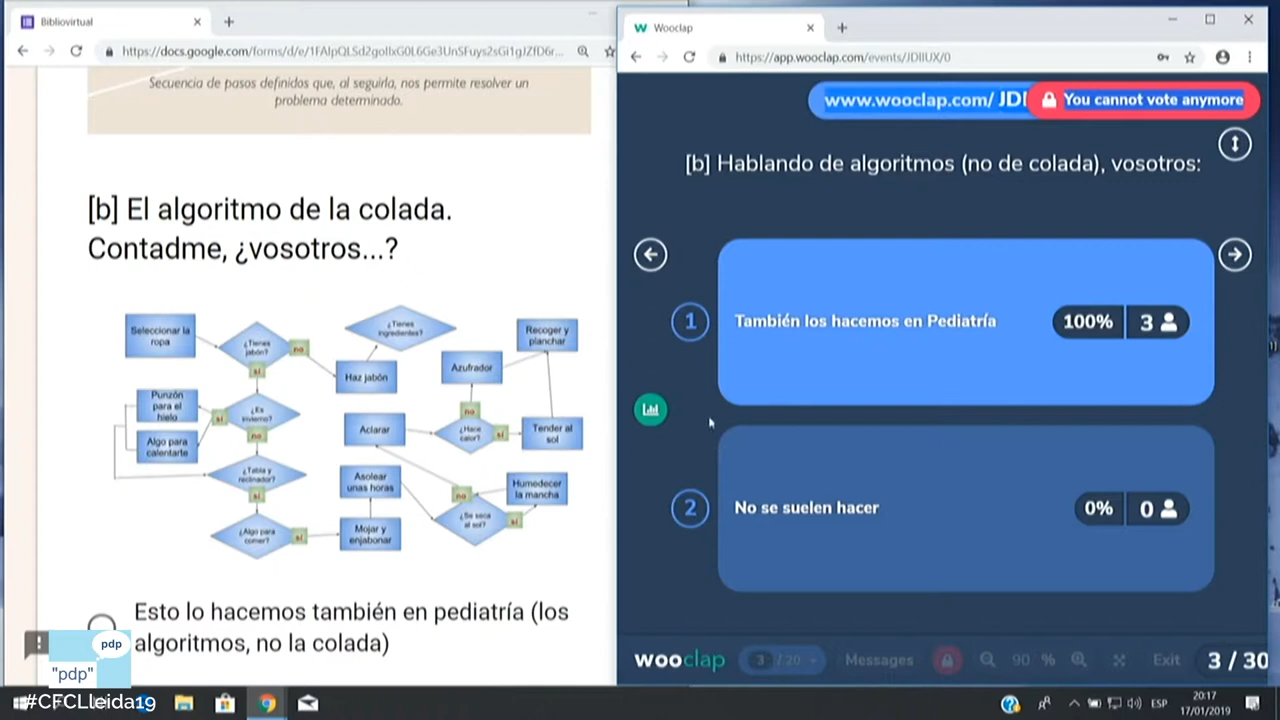 Bibliovirtual
https://docs.google.com/forms/d/e/1FAIpQLSd2golIxG0L6Ge3UnSFuys2sGi1gJZfD6r...
Secuencia de pasos definidos que, al seguirla, nos permite resolver un
problema determinado.
[b] El algoritmo de la colada.
Contadme, ¿vosotros...?
Seleccionar la
ropa
¿Tienes
jabón?
no
sí
Haz jabón
¿Tienes
ingredientes?
Recoger y
planchar
Azufrador
Punzón
para el
hielo
Algo para
calentarte
sí
¿Es
invierno?
no
Aclarar
no
¿Hace
calor?
sí
Tender al
sol
¿Tabla y
reclinador?
sí
Asolear
unas horas
Humedecer
la mancha
no
¿Se seca
al sol?
sí
¿Algo para
comer?
sí
Mojar y
enjabonar
Esto lo hacemos también en pediatría (los
algoritmos, no la colada)
pdp
"pdp"
#CFCLleida19
Wooclap
https://app.wooclap.com/events/JDIIUX/0
www.wooclap.com/ JDI
You cannot vote anymore
[b] Hablando de algoritmos (no de colada), vosotros:
1
También los hacemos en Pediatría
100%
3
2
No se suelen hacer
0%
0
wooclap
3 / 20
Messages
90 %
Exit
3 / 30
ESP
20:17
17/01/2019